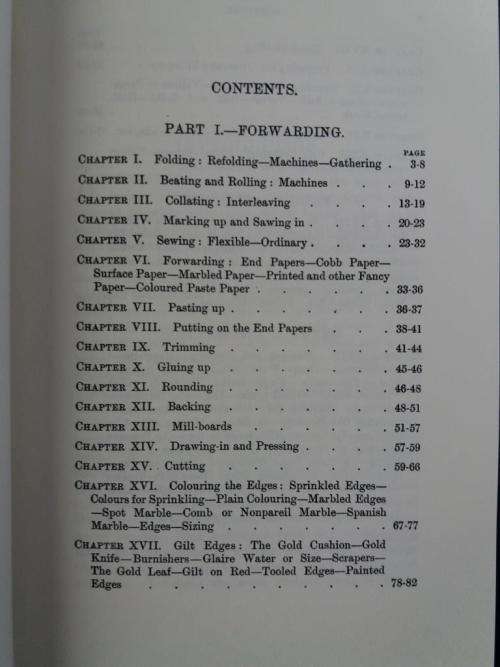 CONTENTS.
PART I.—FORWARDING.
PAGE
CHAPTER I. Folding: Refolding—Machines—Gathering . 3-8
CHAPTER II. Beating and Rolling: Machines . . . 9-12
CHAPTER III. Collating: Interleaving . . . . 13-19
CHAPTER IV. Marking up and Sawing in . . . . 20-23
CHAPTER V. Sewing: Flexible—Ordinary . . . . 23-32
CHAPTER VI. Forwarding: End Papers—Cobb Paper—
Surface Paper—Marbled Paper—Printed and other Fancy
Paper—Coloured Paste Paper . . . . . . 33-36
CHAPTER VII. Pasting up . . . . . . . 36-37
CHAPTER VIII. Putting on the End Papers . . . 38-41
CHAPTER IX. Trimming . . . . . . . 41-44
CHAPTER X. Gluing up . . . . . . . 45-46
CHAPTER XI. Rounding . . . . . . . 46-48
CHAPTER XII. Backing . . . . . . . 48-51
CHAPTER XIII. Mill-boards . . . . . . 51-57
CHAPTER XIV. Drawing-in and Pressing . . . . 57-59
CHAPTER XV. Cutting . . . . . . . 59-66
CHAPTER XVI. Colouring the Edges: Sprinkled Edges—
Colours for Sprinkling—Plain Colouring—Marbled Edges
—Spot Marble—Comb or Nonpareil Marble—Spanish
Marble—Edges—Sizing . . . . . . . 67-77
CHAPTER XVII. Gilt Edges: The Gold Cushion—Gold
Knife—Burnishers—Glaire Water or Size—Scrapers—
The Gold Leaf—Gilt on Red—Tooled Edges—Painted
Edges . . . . . . . . . . 78-82